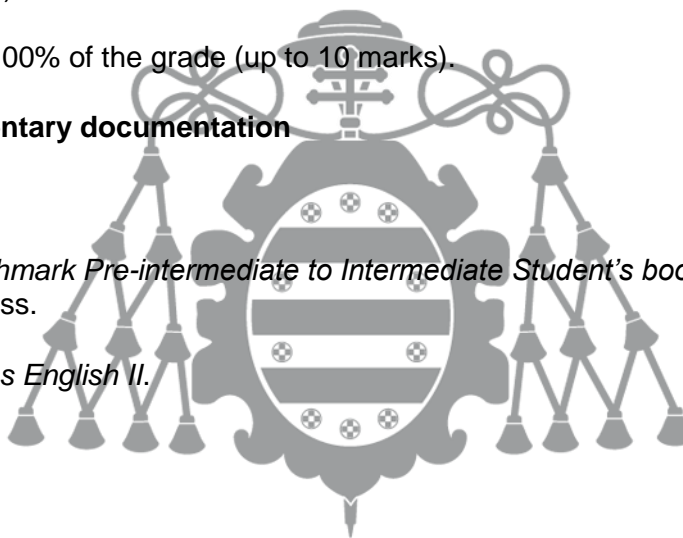 00% of the grade (up to 10 marks).
ntary documentation
hmark Pre-intermediate to Intermediate Student's boo
ss.
s English II.